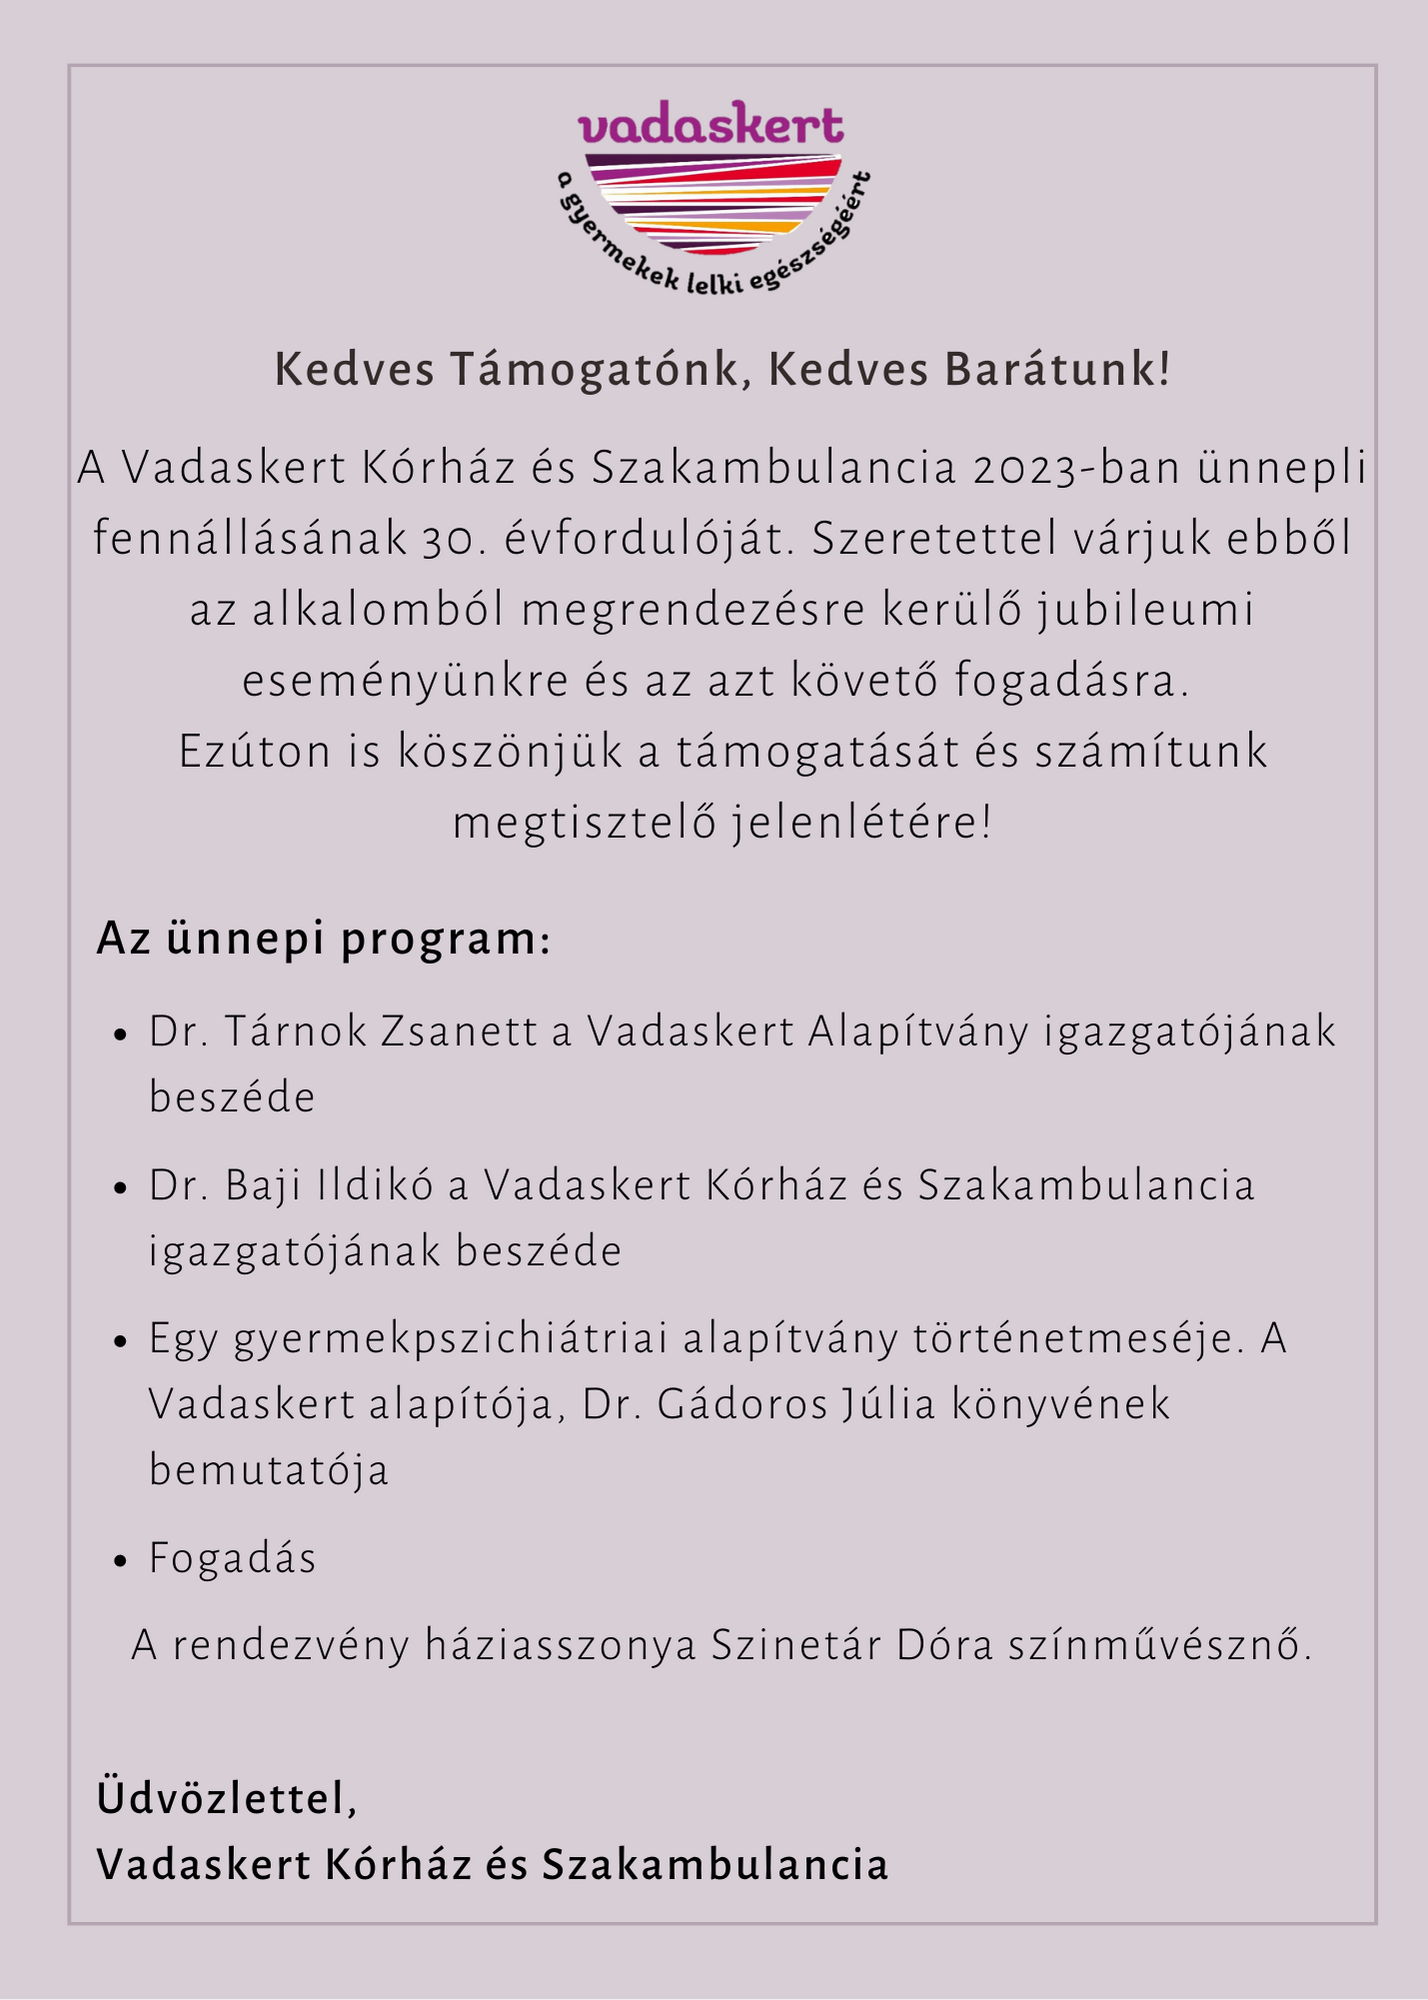 vadaskert
a gyermekek lelki egészségéért
Kedves Támogatónk, Kedves Barátunk!
A Vadaskert Kórház és Szakambulancia 2023-ban ünnepli
fennállásának 30. évfordulóját. Szeretettel várjuk ebből
az alkalomból megrendezésre kerülő jubileumi
eseményünkre és az azt követő fogadásra.
Ezúton is köszönjük a támogatását és számítunk
megtisztelő jelenlétére!
Az ünnepi program:
• Dr. Tárnok Zsanett a Vadaskert Alapítvány igazgatójának
beszéde
• Dr. Baji Ildikó a Vadaskert Kórház és Szakambulancia
igazgatójának beszéde
• Egy gyermekpszichiátriai alapítvány történetmeséje. A
Vadaskert alapítója, Dr. Gádoros Júlia könyvének
bemutatója
• Fogadás
A rendezvény háziasszonya Szinetár Dóra színművésznő.
Üdvözlettel,
Vadaskert Kórház és Szakambulancia